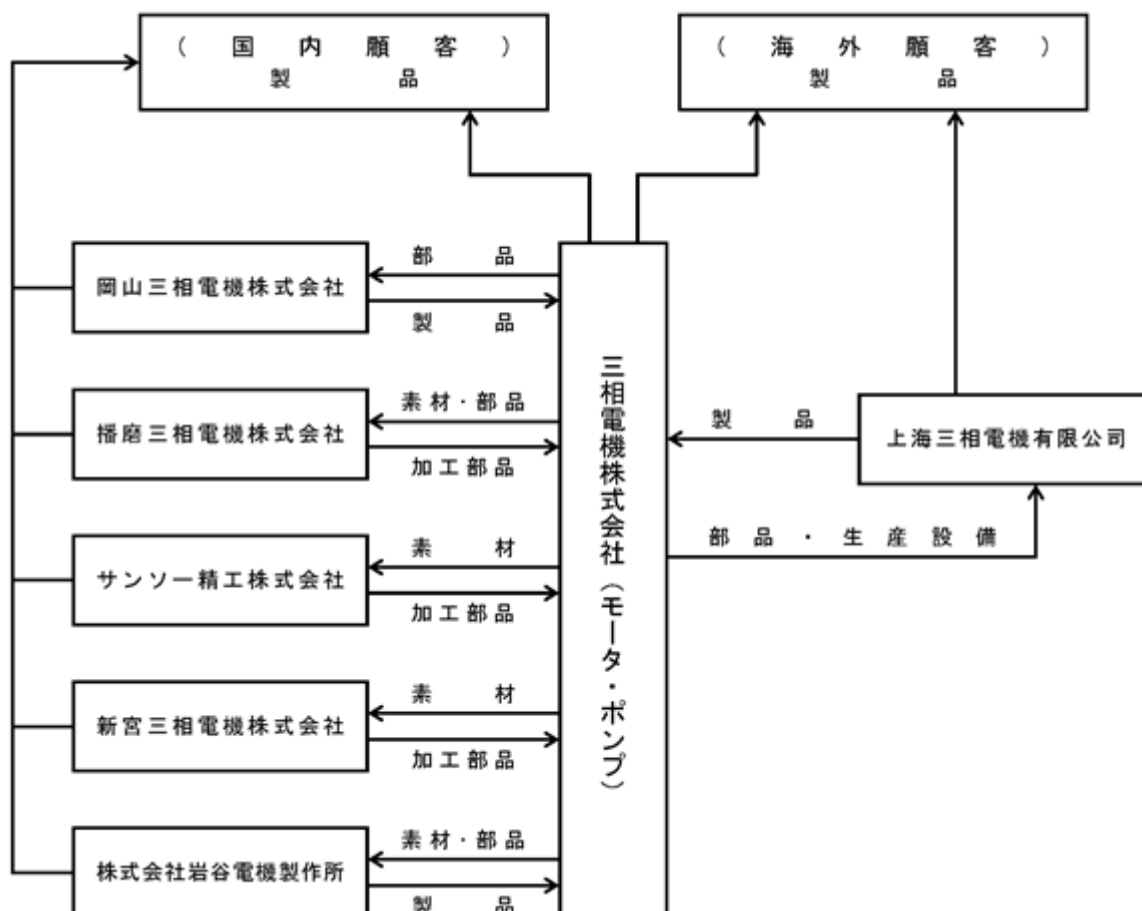 (国内顧客)
製品
(海外顧客)
製品
岡山三相電機株式会社
部品
製品
播磨三相電機株式会社
素材・部品
加工部品
サンソー精工株式会社
素材
加工部品
新宮三相電機株式会社
素材
加工部品
株式会社岩谷電機製作所
素材・部品
製品
三相電機株式会社(モータ・ポンプ)
製品
上海三相電機有限公司
部品・生産設備